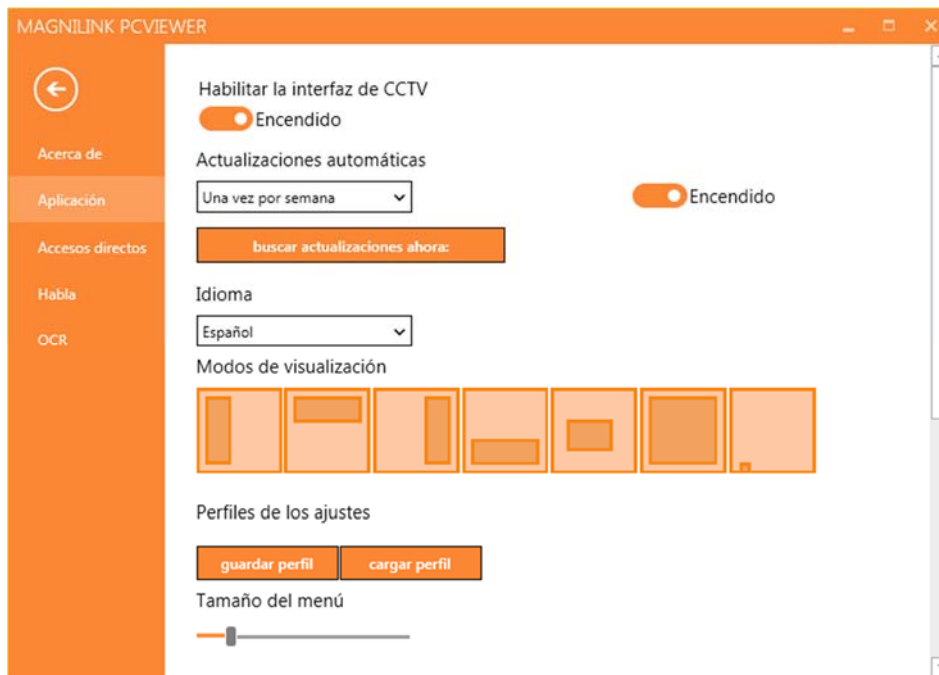 MAGNILINK PCVIEWER
Acerca de
Aplicación
Accesos directos
Habla
OCR
Habilitar la interfaz de CCTV
Encendido
Actualizaciones automáticas
Una vez por semana
Encendido
buscar actualizaciones ahora:
Idioma
Español
Modos de visualización
Perfiles de los ajustes
guardar perfil
cargar perfil
Tamaño del menú